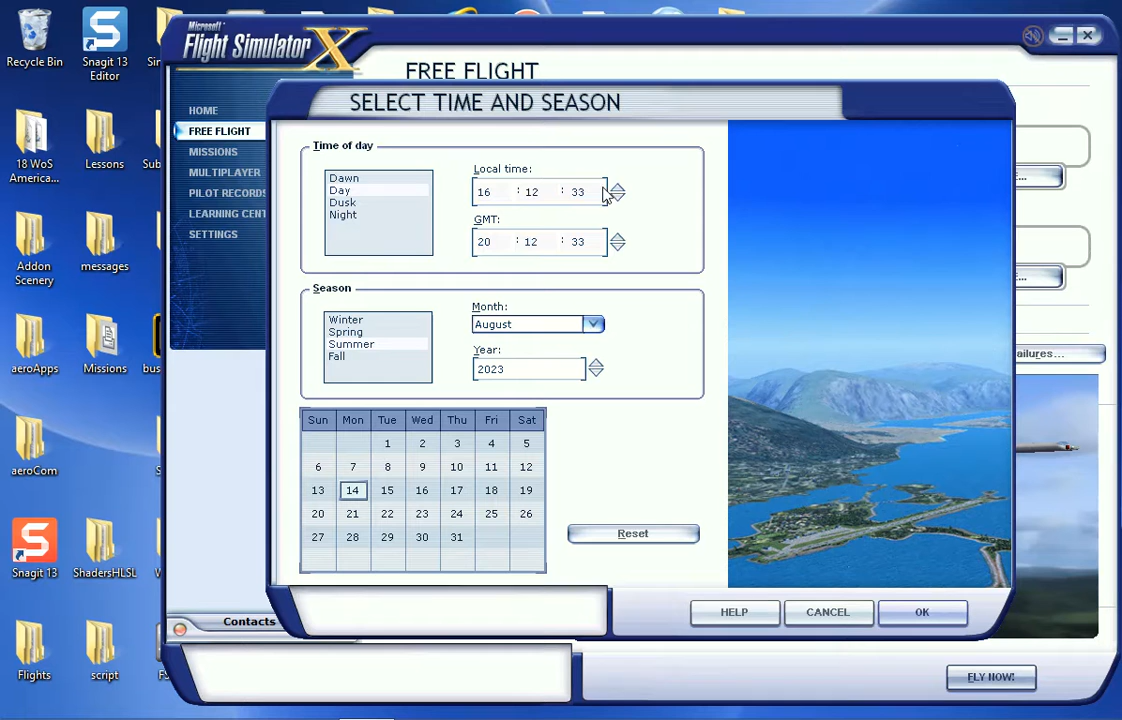 Recycle Bin
Snagit 13
Editor
Sin
18 WoS
America...
Lessons
Sub
Addon
Scenery
messages
aeroApps
Missions
bus
aeroCom
S
Snagit 13
ShadersHLSL
W
Flights
script
FS
Microsoft
Flight Simulator X
FREE FLIGHT
HOME
FREE FLIGHT
MISSIONS
MULTIPLAYER
PILOT RECORDS
LEARNING CENT
SETTINGS
SELECT TIME AND SEASON
Time of day
Dawn
Day
Dusk
Night
Local time:
16 : 12 : 33
GMT:
20 : 12 : 33
Season
Winter
Spring
Summer
Fall
Month:
August
Year:
2023
Sun Mon Tue Wed Thu Fri Sat
1 2 3 4 5
6 7 8 9 10 11 12
13 14 15 16 17 18 19
20 21 22 23 24 25 26
27 28 29 30 31
Reset
HELP CANCEL OK
...
...
ailures...
Contacts
FLY NOW!